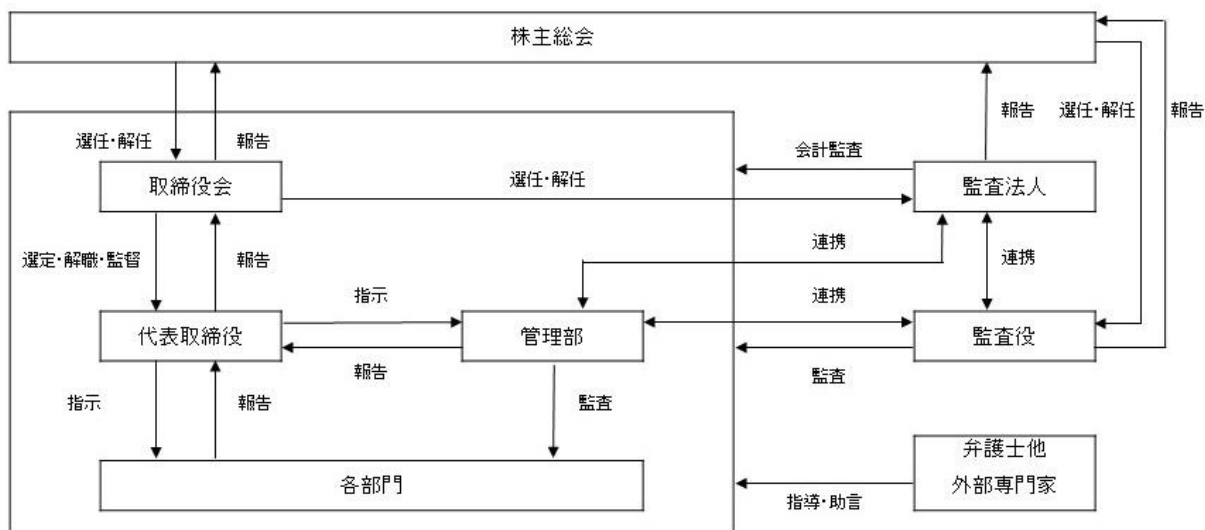 株主総会
選任・解任
報告
報告
選任・解任
報告
会計監査
取締役会
選任・解任
監査法人
選定・解職・監督
報告
連携
連携
指示
連携
代表取締役
管理部
監査役
報告
監査
指示
報告
監査
各部門
弁護士他
外部専門家
指導・助言